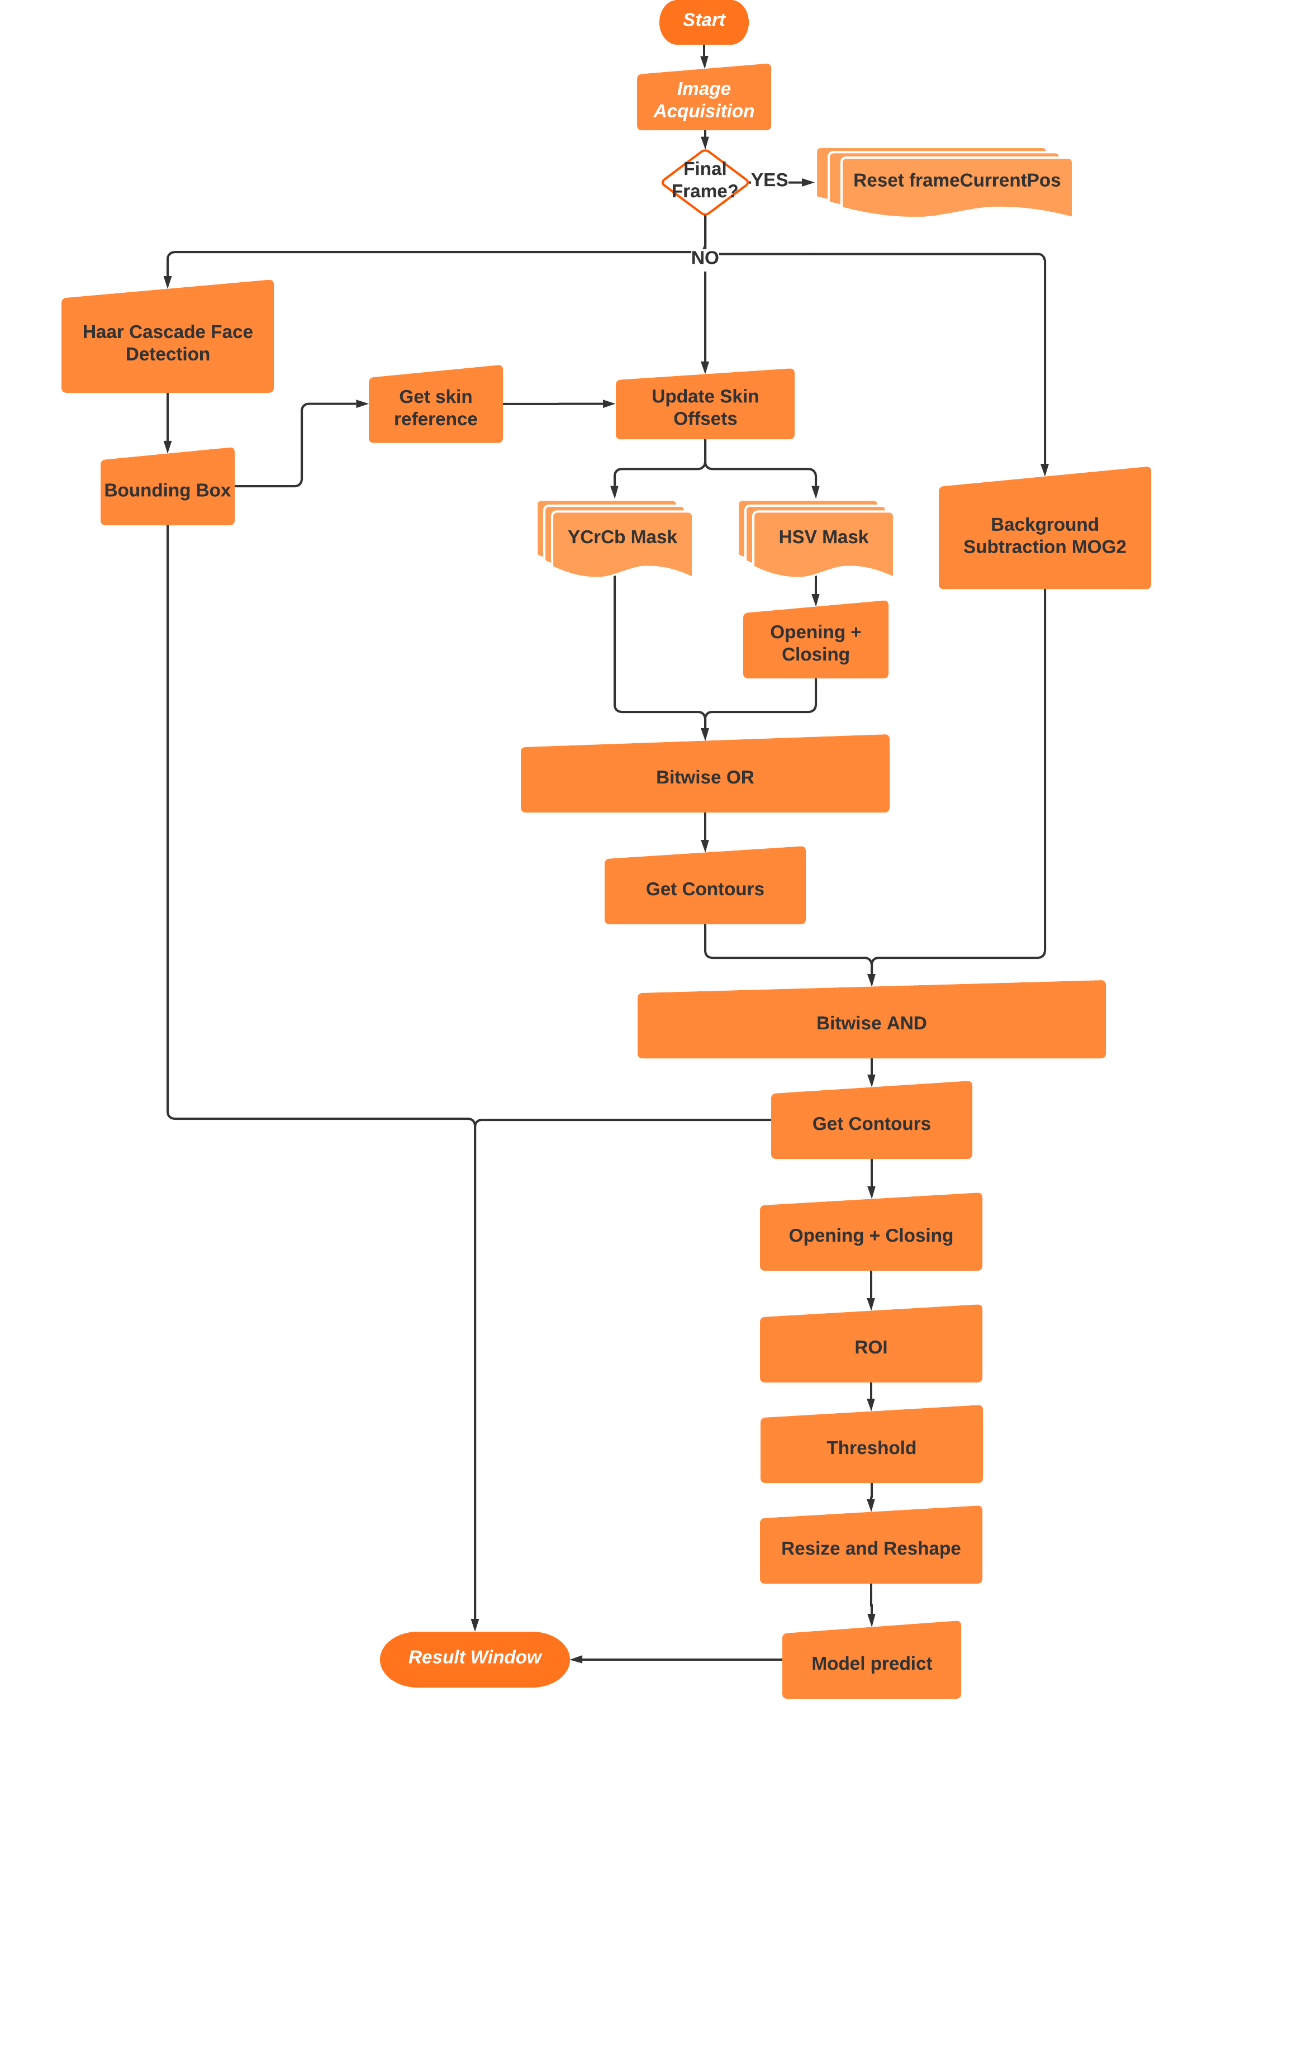 Start
Image
Acquisition
Final
Frame?
YES
Reset frameCurrentPos
NO
Haar Cascade Face
Detection
Get skin
reference
Update Skin
Offsets
Bounding Box
YCrCb Mask
HSV Mask
Background
Subtraction MOG2
Opening +
Closing
Bitwise OR
Get Contours
Bitwise AND
Get Contours
Opening + Closing
ROI
Threshold
Resize and Reshape
Result Window
Model predict